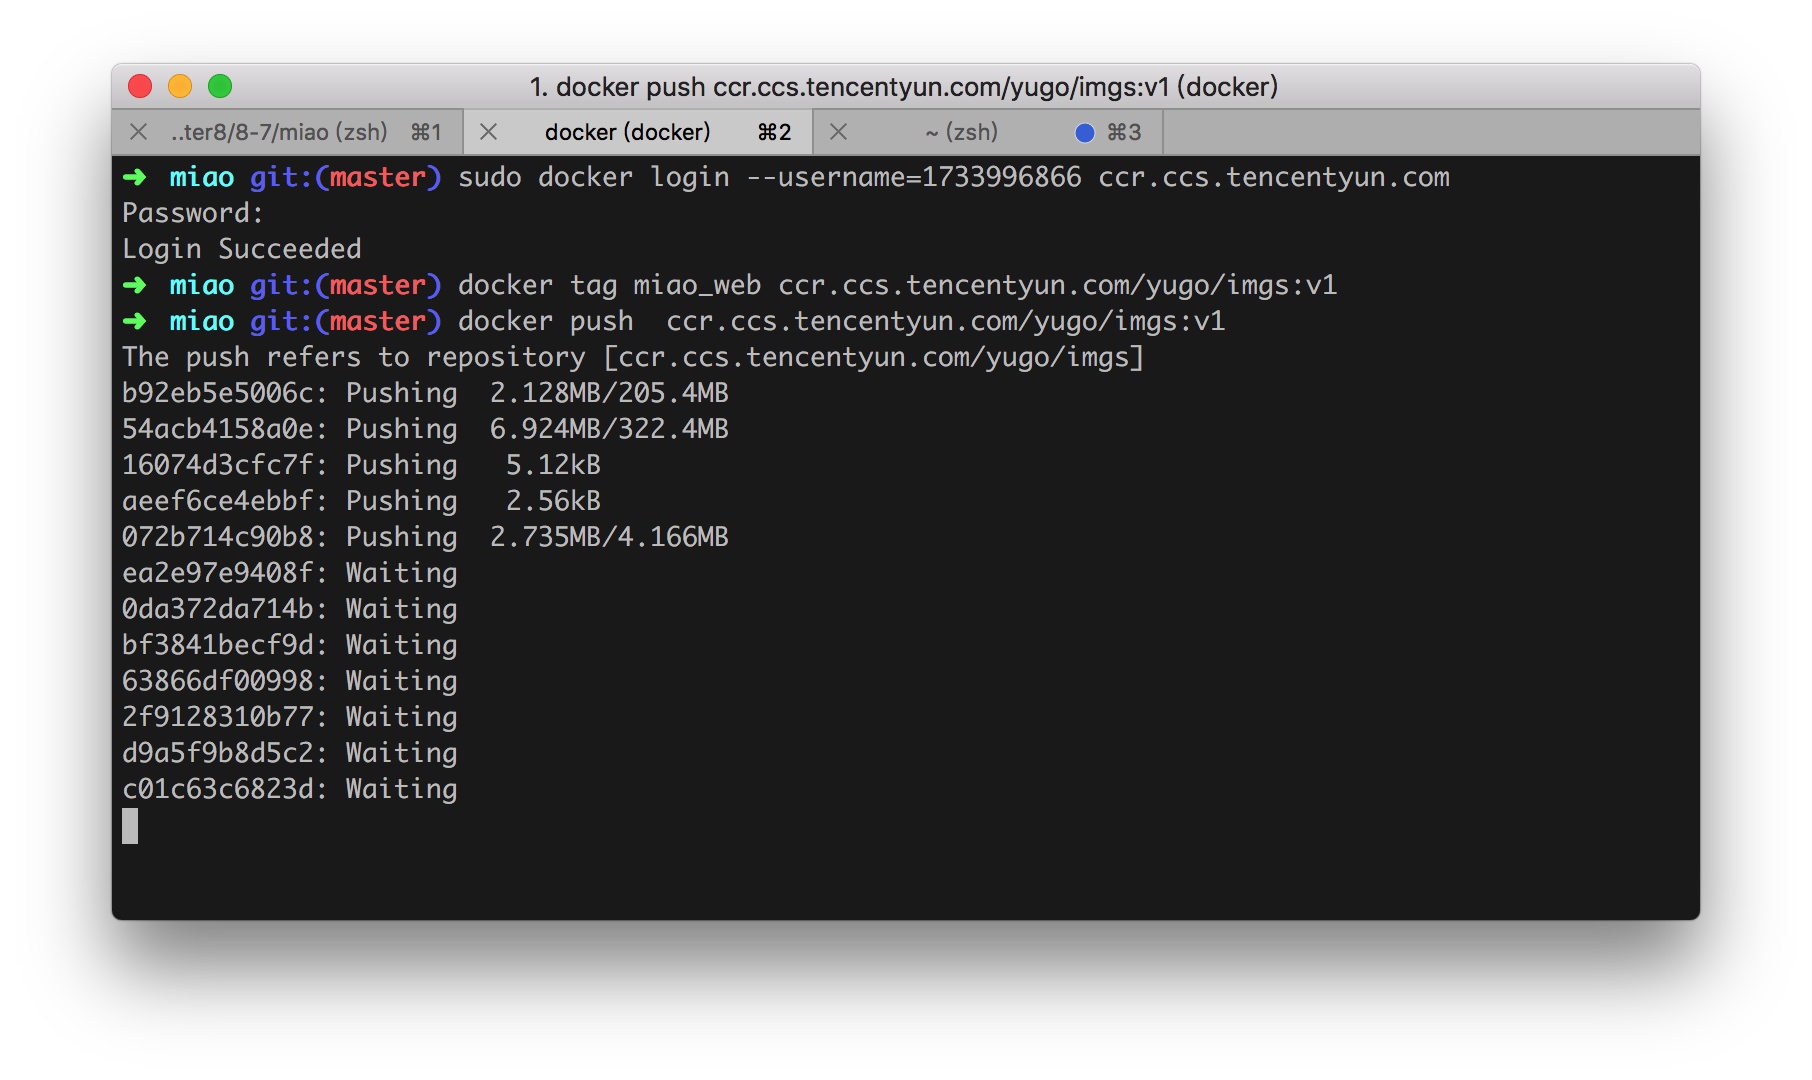 1. docker push ccr.ccs.tencentyun.com/yugo/imgs:v1 (docker)
..ter8/8-7/miao (zsh) ⌘1 docker (docker) ⌘2 ~ (zsh) ⌘3
➜ miao git:(master) sudo docker login --username=1733996866 ccr.ccs.tencentyun.com
Password:
Login Succeeded
➜ miao git:(master) docker tag miao_web ccr.ccs.tencentyun.com/yugo/imgs:v1
➜ miao git:(master) docker push  ccr.ccs.tencentyun.com/yugo/imgs:v1
The push refers to repository [ccr.ccs.tencentyun.com/yugo/imgs]
b92eb5e5006c: Pushing  2.128MB/205.4MB
54acb4158a0e: Pushing  6.924MB/322.4MB
16074d3cfc7f: Pushing   5.12kB
aeef6ce4ebbf: Pushing   2.56kB
072b714c90b8: Pushing  2.735MB/4.166MB
ea2e97e9408f: Waiting
0da372da714b: Waiting
bf3841becf9d: Waiting
63866df00998: Waiting
2f9128310b77: Waiting
d9a5f9b8d5c2: Waiting
c01c63c6823d: Waiting